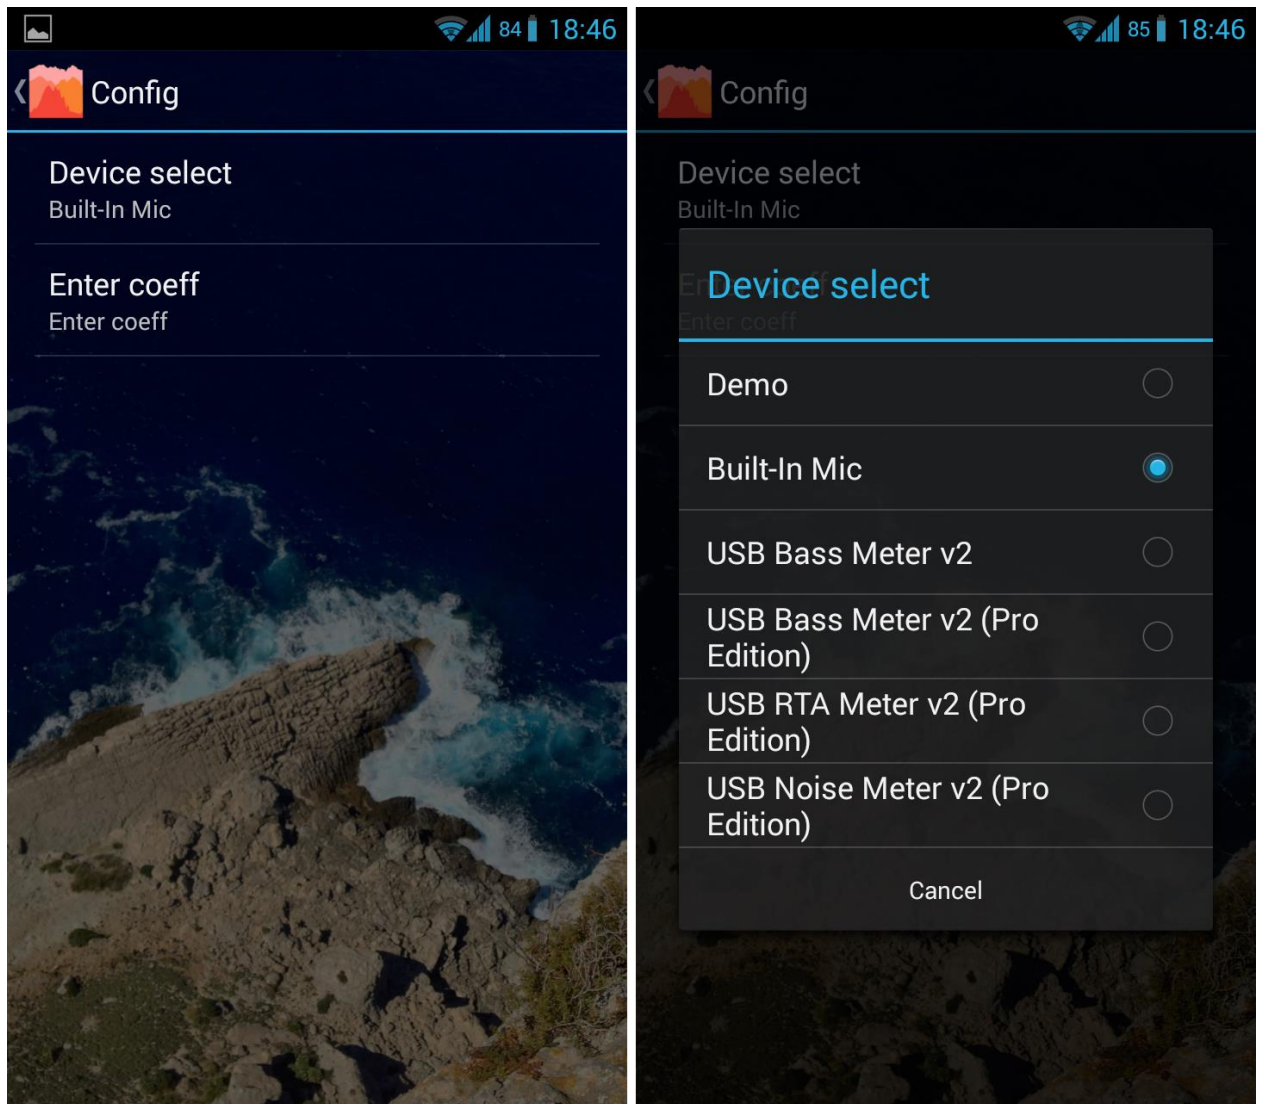 84 18:46
Config
Device select
Built-In Mic
Enter coeff
Enter coeff
85 18:46
Config
Device select
Built-In Mic
Enter coeff
Enter coeff
Device select
Demo
Built-In Mic
USB Bass Meter v2
USB Bass Meter v2 (Pro
Edition)
USB RTA Meter v2 (Pro
Edition)
USB Noise Meter v2 (Pro
Edition)
Cancel